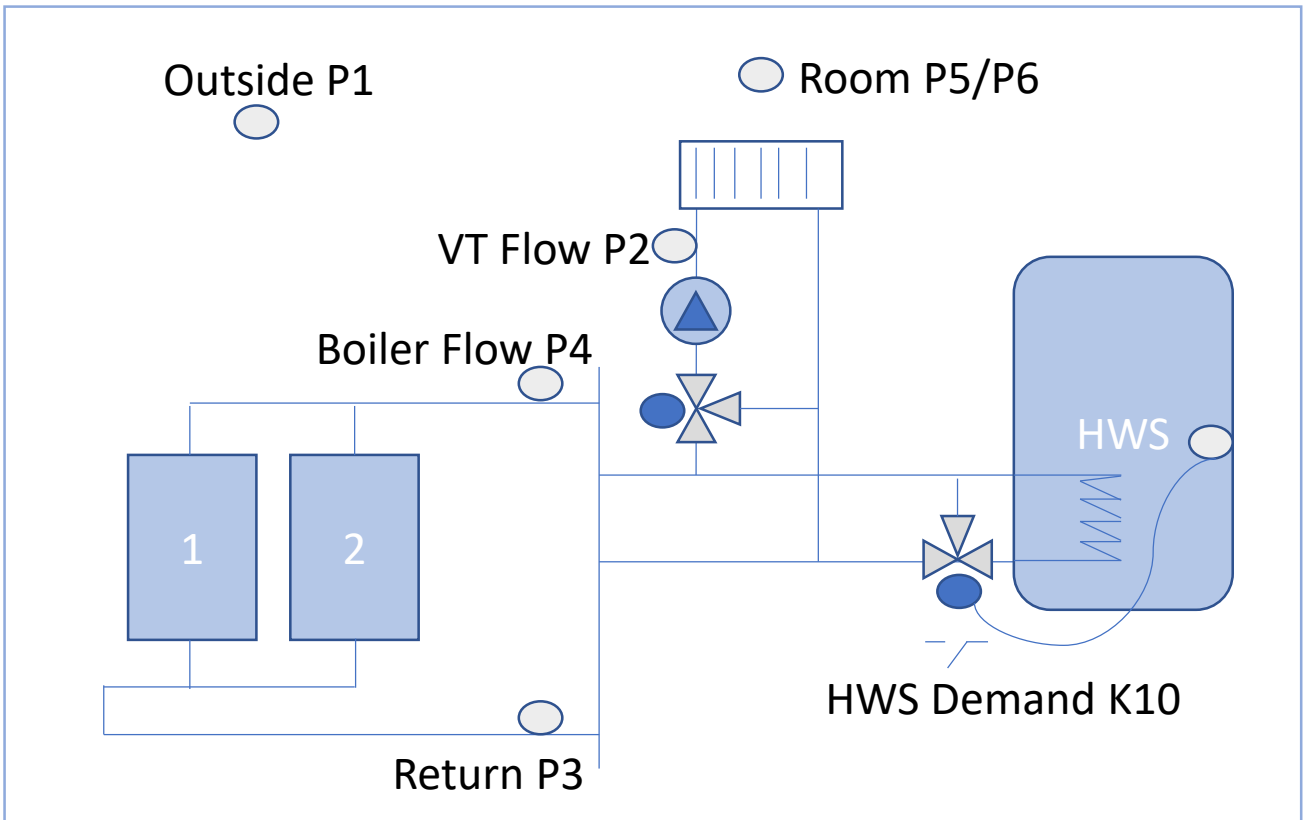 Outside P1
Room P5/P6
VT Flow P2
Boiler Flow P4
HWS
1
2
HWS Demand K10
Return P3